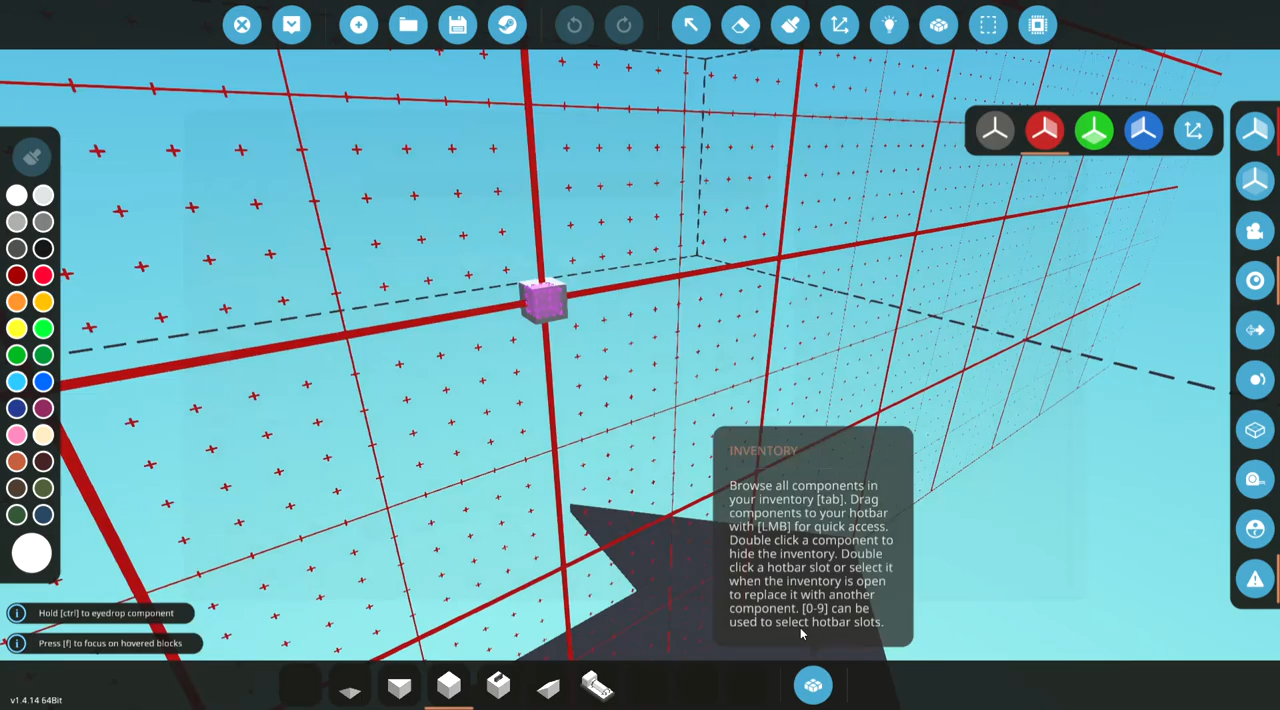 INVENTORY
Browse all components in
your inventory [tab]. Drag
components to your hotbar
with [LMB] for quick access.
Double click a component to
hide the inventory. Double
click a hotbar slot or select it
when the inventory is open
to replace it with another
component. [0-9] can be
used to select hotbar slots.
Hold [ctrl] to eyedrop component
Press [f] to focus on hovered blocks
v1.4.14 64Bit